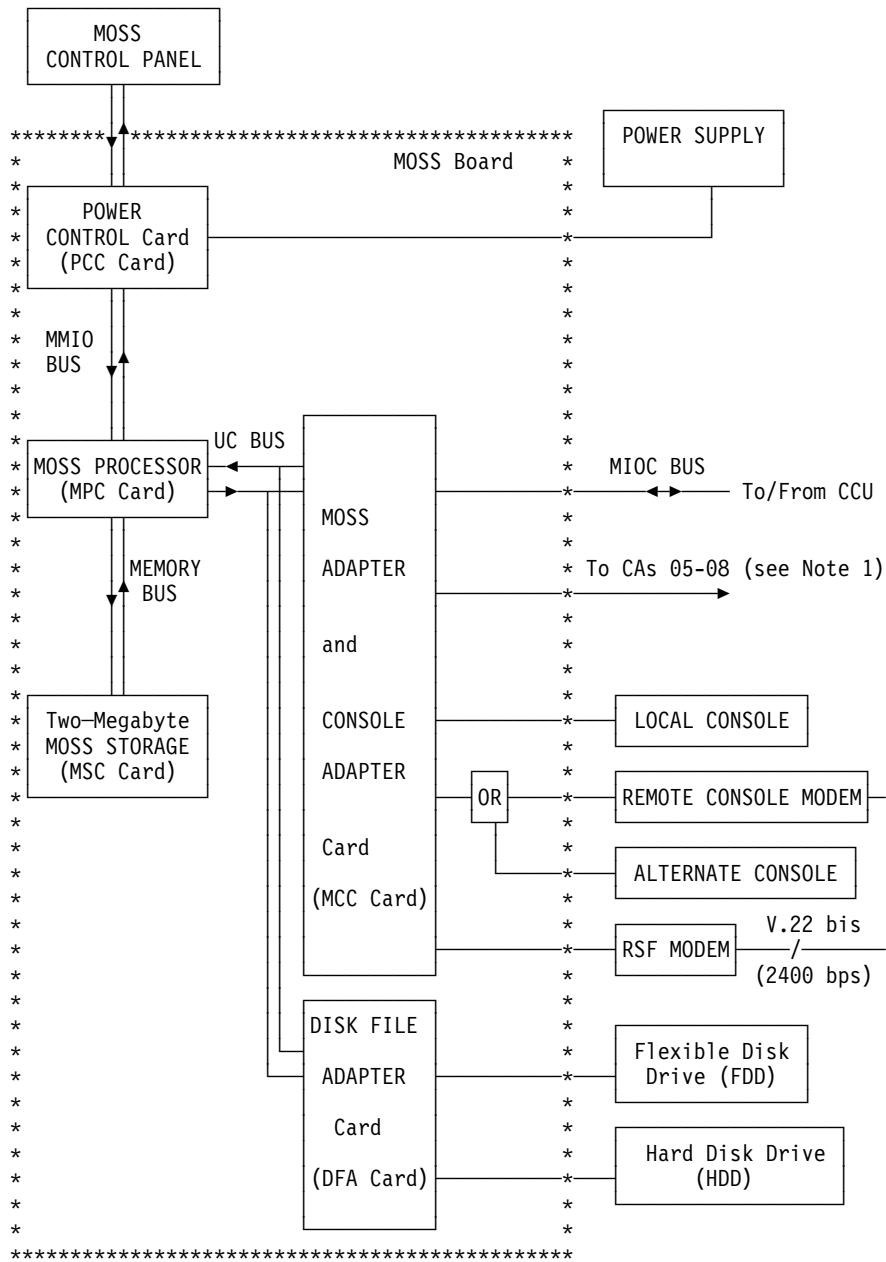 MOSS
CONTROL PANEL
POWER SUPPLY
MOSS Board
POWER
CONTROL Card
(PCC Card)
MMIO
BUS
UC BUS
MOSS PROCESSOR
(MPC Card)
MIOC BUS
To/From CCU
MOSS
ADAPTER
and
CONSOLE
ADAPTER
Card
(MCC Card)
MEMORY
BUS
To CAs 05-08 (see Note 1)
Two-Megabyte
MOSS STORAGE
(MSC Card)
LOCAL CONSOLE
OR
REMOTE CONSOLE MODEM
ALTERNATE CONSOLE
RSF MODEM
V.22 bis
(2400 bps)
DISK FILE
ADAPTER
Card
(DFA Card)
Flexible Disk
Drive (FDD)
Hard Disk Drive
(HDD)